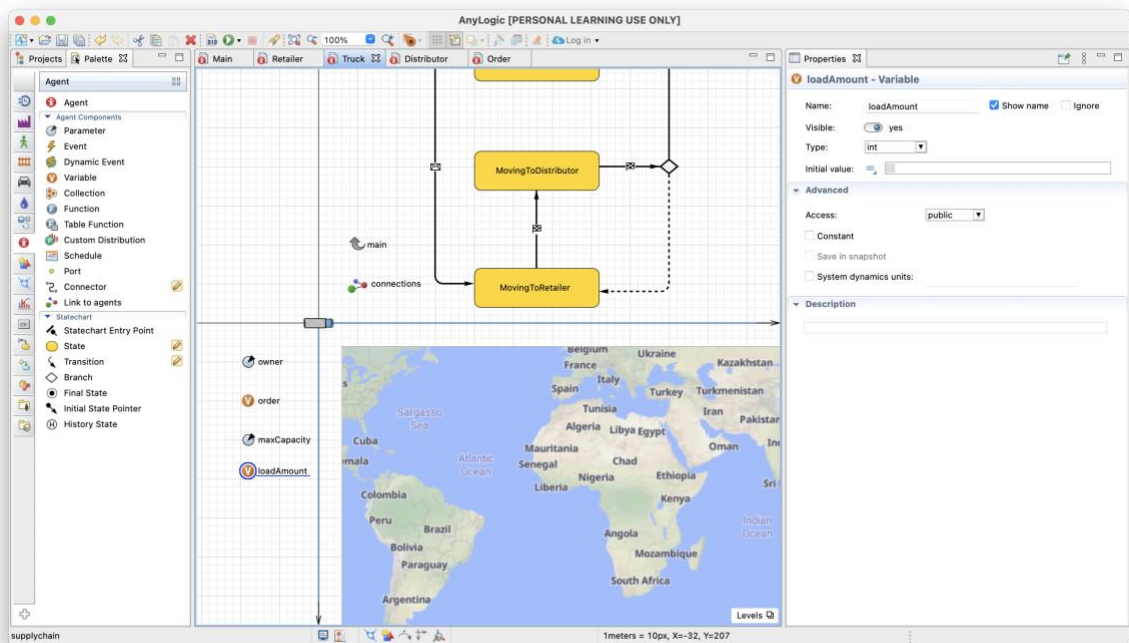 AnyLogic [PERSONAL LEARNING USE ONLY]
100%
Log in
Projects
Palette
Main
Retailer
Truck
Distributor
Order
Properties
Agent
Agent
Agent Components
Parameter
Event
Dynamic Event
Variable
Collection
Function
Table Function
Custom Distribution
Schedule
Port
Connector
Link to agents
Statechart
Statechart Entry Point
State
Transition
Branch
Final State
Initial State Pointer
History State
MovingToDistributor
main
connections
MovingToRetailer
owner
order
maxCapacity
loadAmount
Belgium
Ukraine
France
Kazakhstan
Italy
Spain
Turkey
Turkmenistan
Sargasso
Sea
Tunisia
Iran
Pakistan
Algeria
Libya
Egypt
Cuba
Mauritania
Oman
Atlantic
Ocean
Senegal
Chad
Nigeria
Ethiopia
Liberia
Kenya
Colombia
Peru
Brazil
Angola
Indian
Ocean
Bolivia
Mozambique
Paraguay
South Africa
Argentina
Levels
loadAmount - Variable
Name:
loadAmount
Show name
Ignore
Visible:
yes
Type:
int
Initial value:
Advanced
Access:
public
Constant
Save in snapshot
System dynamics units:
Description
supplychain
1meters = 10px, X=-32, Y=207